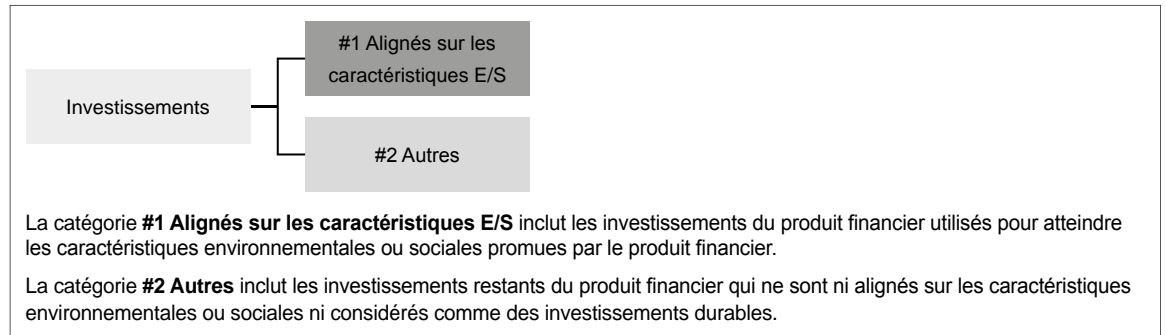 #1 Alignés sur les
caractéristiques E/S
Investissements
#2 Autres
La catégorie #1 Alignés sur les caractéristiques E/S inclut les investissements du produit financier utilisés pour atteindre
les caractéristiques environnementales ou sociales promues par le produit financier.
La catégorie #2 Autres inclut les investissements restants du produit financier qui ne sont ni alignés sur les caractéristiques
environnementales ou sociales ni considérés comme des investissements durables.